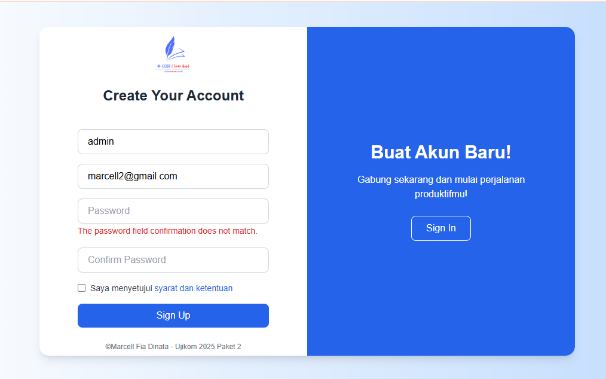 Create Your Account
admin
marcell2@gmail.com
Password
The password field confirmation does not match.
Confirm Password
Saya menyetujui syarat dan ketentuan
Sign Up
©Marcell Fia Dinata - Ujikom 2025 Paket 2
Buat Akun Baru!
Gabung sekarang dan mulai perjalanan
produktifmu!
Sign In